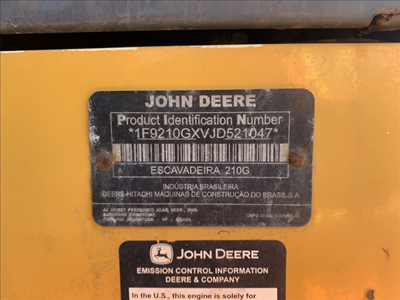 JOHN DEERE
Product Identification Number
*1F9210GXVJD521047*
ESCAVADEIRA 210G
INDÚSTRIA BRASILEIRA
DEERE-HITACHI MÁQUINAS DE CONSTRUÇÃO DO BRASIL S.A
JOHN DEERE
EMISSION CONTROL INFORMATION
DEERE & COMPANY
In the U.S., this engine is solely for